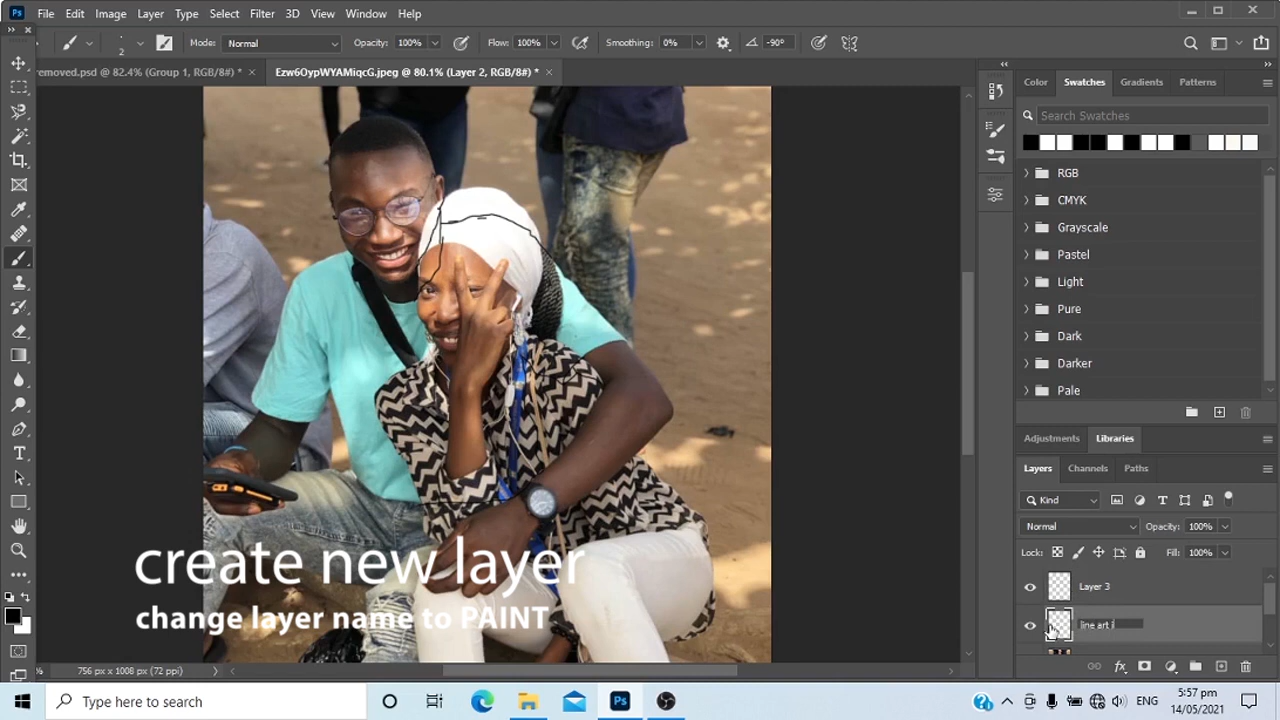 Ps File Edit Image Layer Type Select Filter 3D View Window Help
2 Mode: Normal Opacity: 100% Flow: 100% Smoothing: 0% -90°
removed.psd @ 82.4% (Group 1, RGB/8#) * × Ezw6OypWYAMiqcG.jpeg @ 80.1% (Layer 2, RGB/8#) * ×
Color Swatches Gradients Patterns
Search Swatches
RGB
CMYK
Grayscale
Pastel
Light
Pure
Dark
Darker
Pale
Adjustments Libraries
Layers Channels Paths
Kind
Normal Opacity: 100%
Lock: Fill: 100%
Layer 3
line art i
create new layer
change layer name to PAINT
% 756 px x 1008 px (72 ppi)
Type here to search
ENG
5:57 pm
14/05/2021